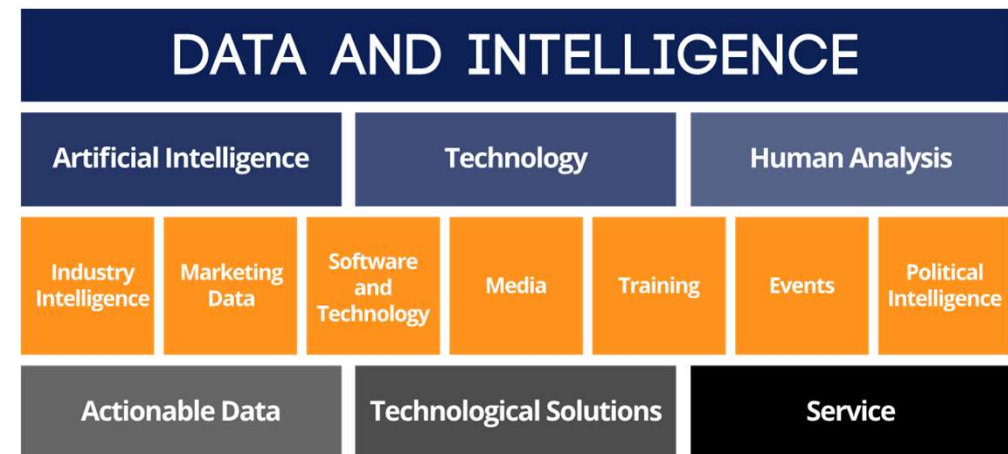 DATA AND INTELLIGENCE
Artificial Intelligence
Technology
Human Analysis
Industry
Intelligence
Marketing
Data
Software
and
Technology
Media
Training
Events
Political
Intelligence
Actionable Data
Technological Solutions
Service